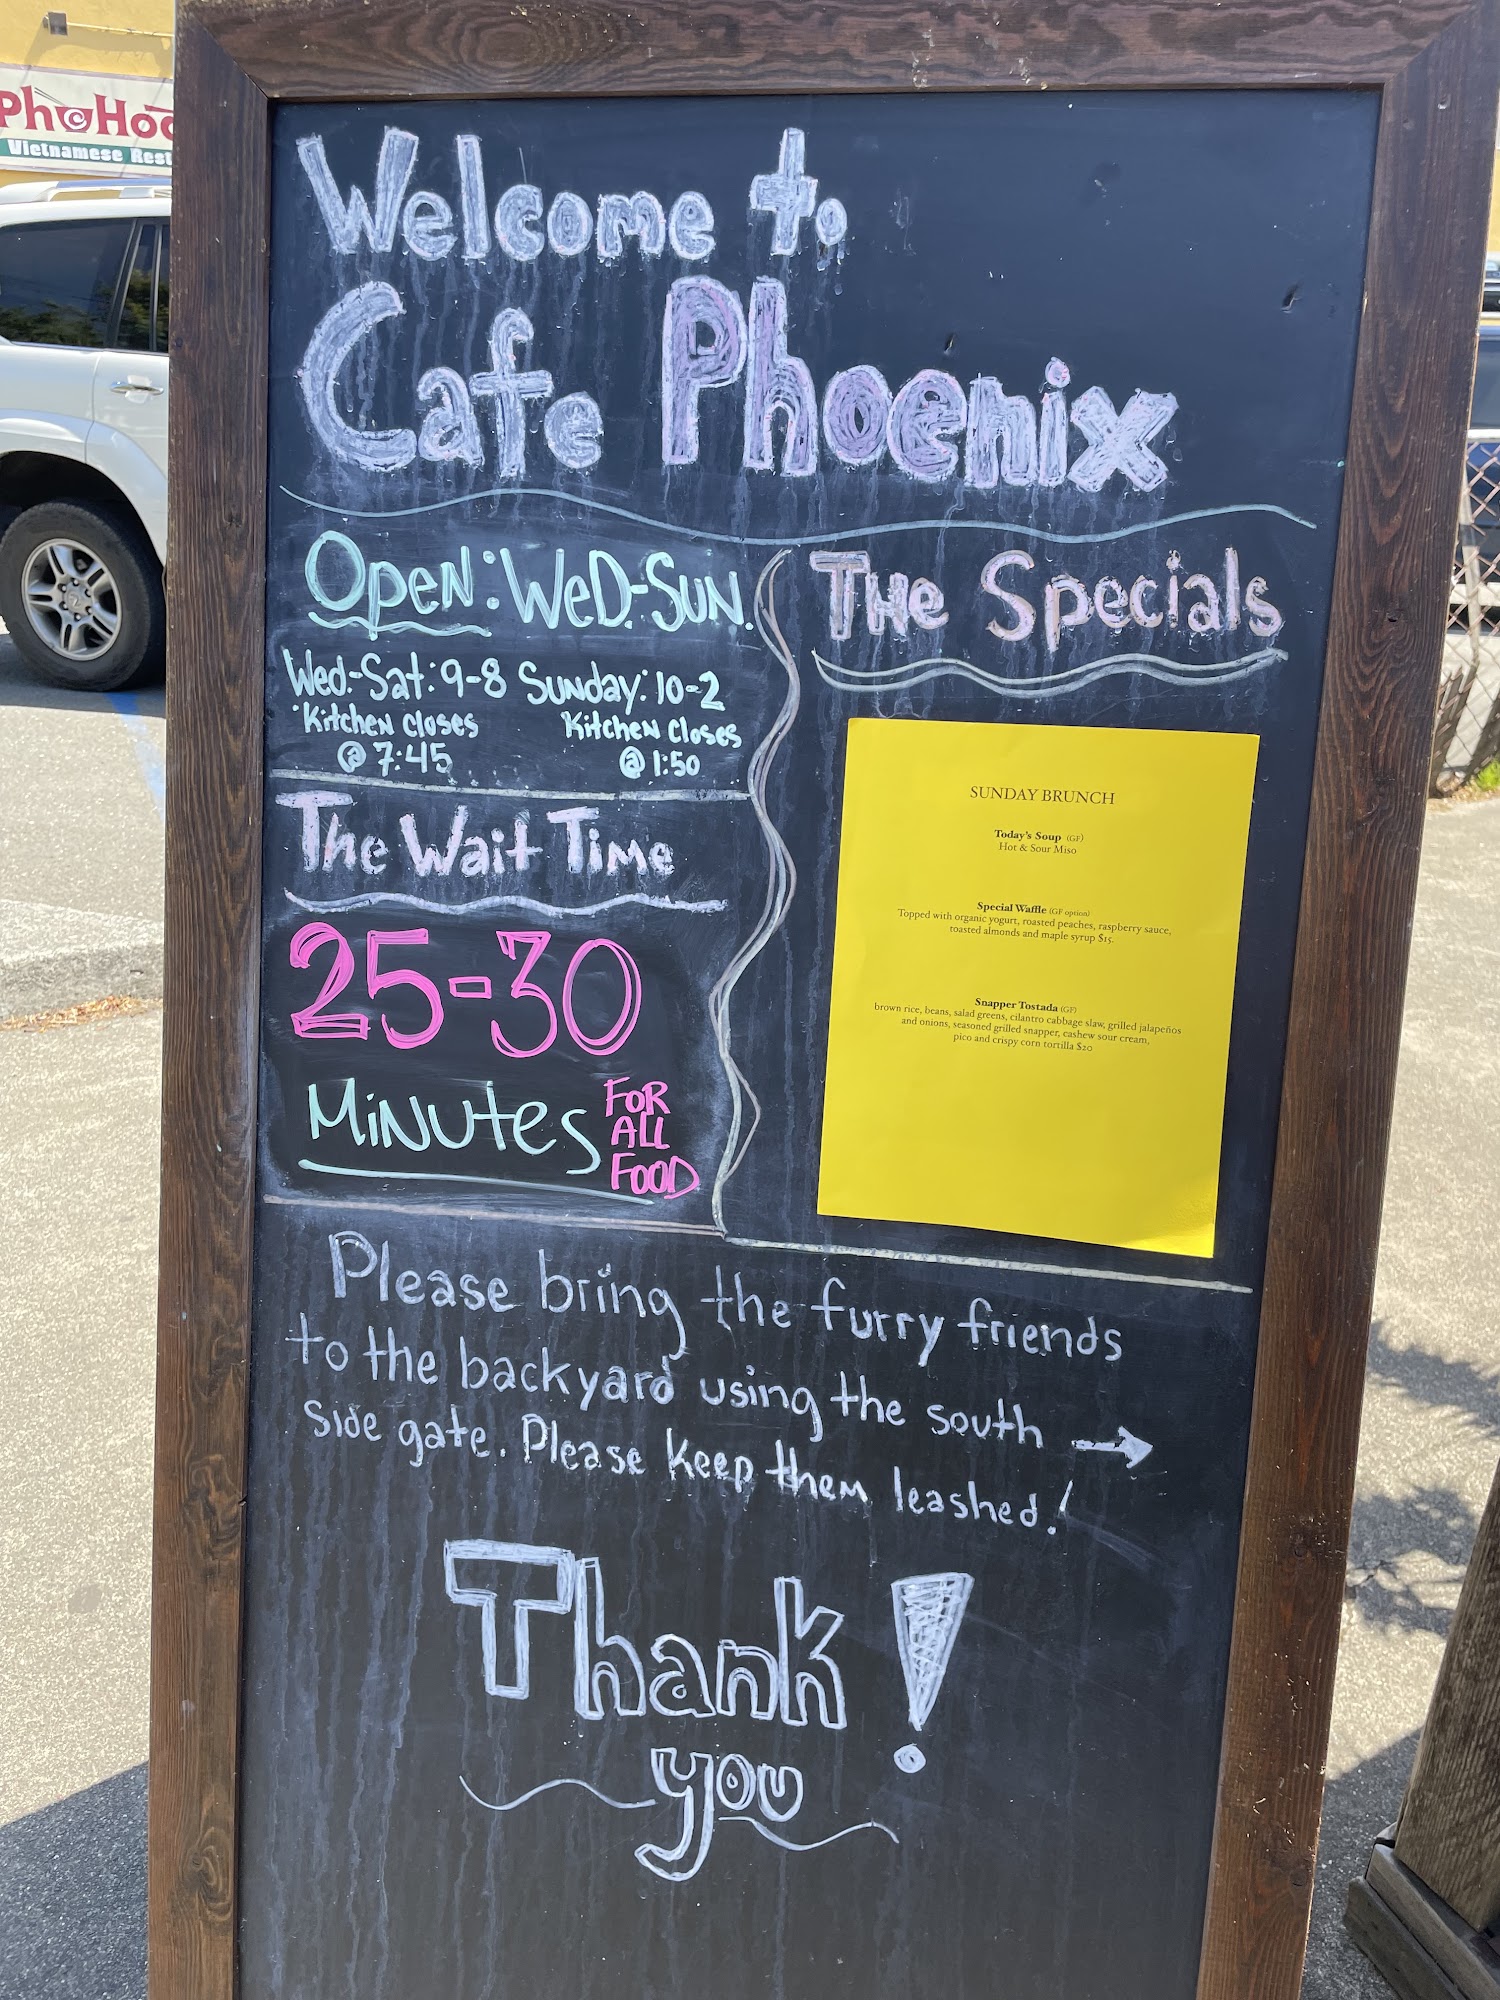 Vietnamese
Welcome to
Cafe Phoenix
Open: Wed.-Sun.
Wed.-Sat: 9-8 Sunday: 10-2
Kitchen closes
@ 7:45
Kitchen closes
@ 1:50
The Wait Time
25-30
Minutes
FOR
ALL
FOOD
The Specials
SUNDAY BRUNCH
Today's Soup (GF)
Hot & Sour Miso
Special Waffle (GF option)
Topped with organic yogurt, roasted peaches, raspberry sauce,
toasted almonds and maple syrup $15.
Snapper Tostada (GF)
brown rice, beans, salad greens, cilantro cabbage slaw, grilled jalapeños
and onions, seasoned grilled snapper, cashew sour cream,
pico and crispy corn tortilla $20
Please bring the furry friends
to the backyard using the south →
side gate. Please keep them leashed!
Thank !
you